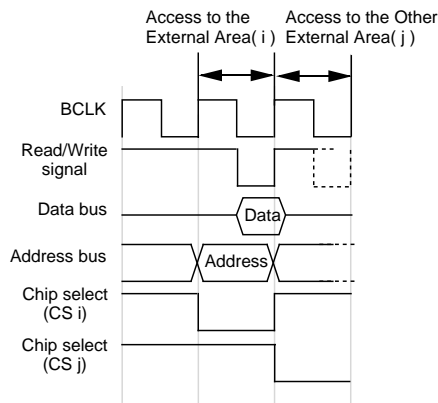 Access to the
External Area( i )
Access to the Other
External Area( j )
BCLK
Read/Write
signal
Data bus
Data
Address bus
Address
Chip select
(CS i)
Chip select
(CS j)